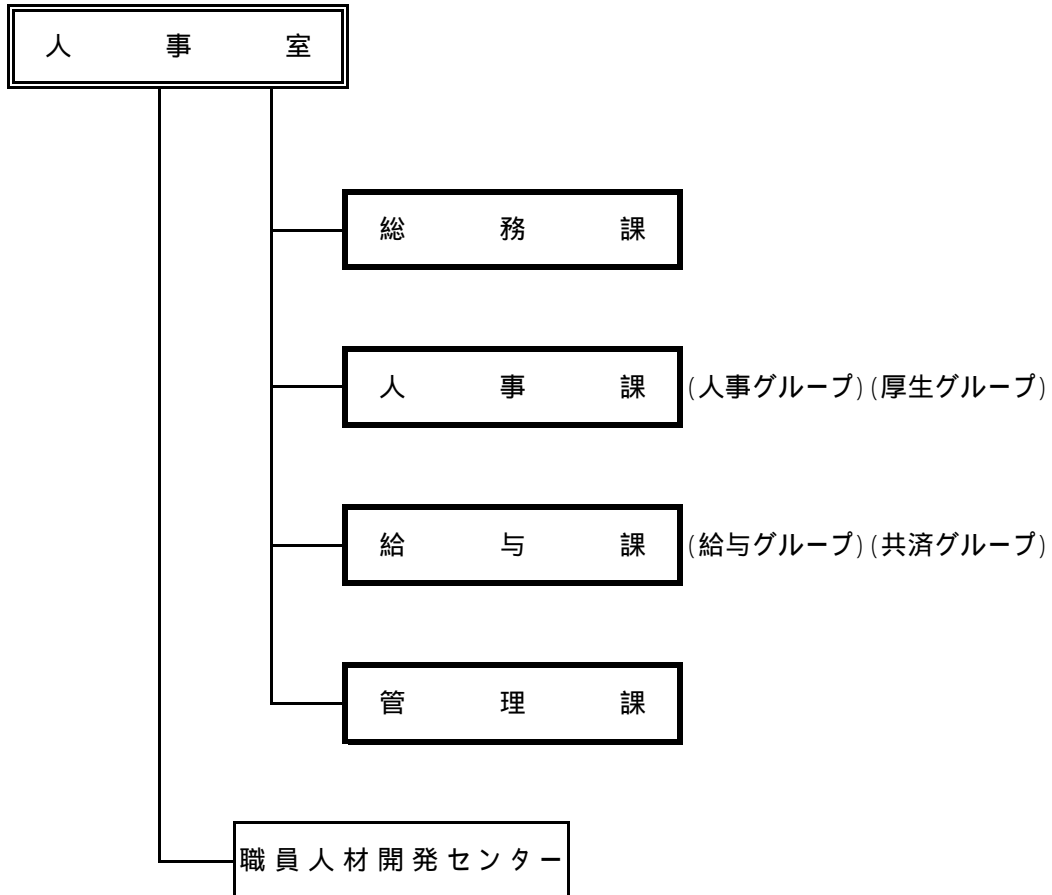 人事室
総務課
人事課 (人事グループ) (厚生グループ)
給与課 (給与グループ) (共済グループ)
管理課
職員人材開発センター